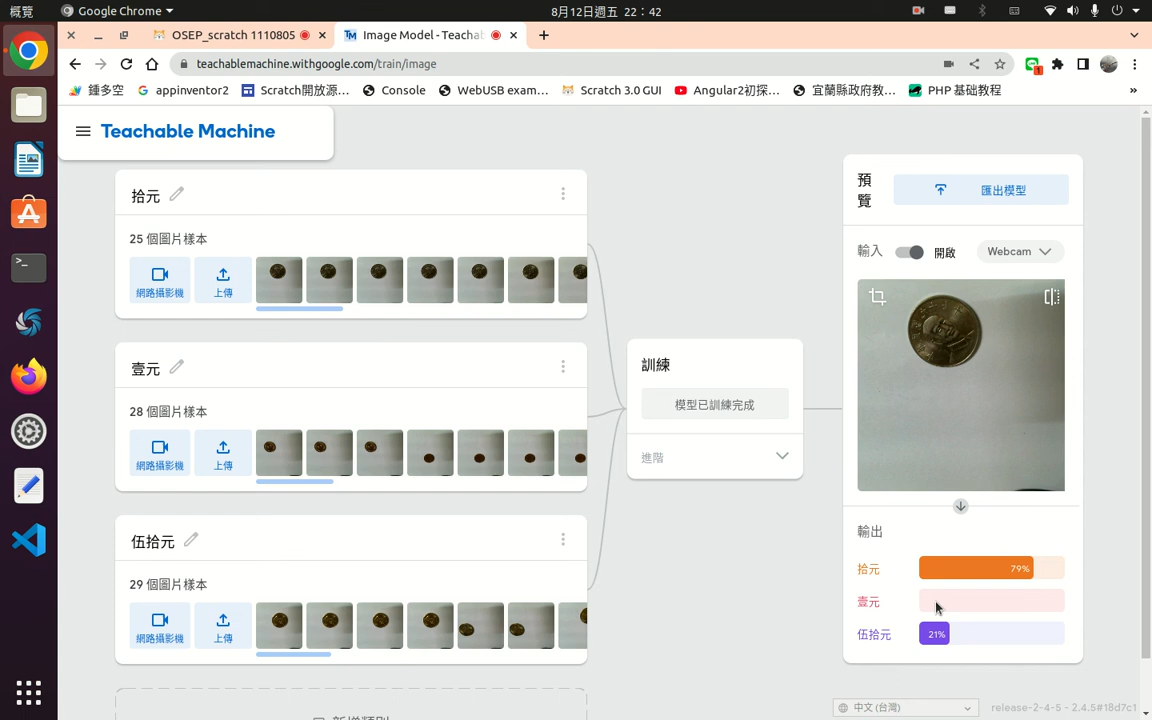 概覽
Google Chrome
8月12日週五 22：42
OSEP_scratch 1110805
Image Model - Teachab
teachablemachine.withgoogle.com/train/image
1
鍾多空
appinventor2
Scratch開放源…
Console
WebUSB exam…
Scratch 3.0 GUI
Angular2初探…
宜蘭縣政府教…
PHP 基础教程
»
Teachable Machine
拾元
25 個圖片樣本
網路攝影機
上傳
壹元
28 個圖片樣本
網路攝影機
上傳
伍拾元
29 個圖片樣本
網路攝影機
上傳
新增類別
訓練
模型已訓練完成
進階
預覽
匯出模型
輸入
開啟
Webcam
輸出
拾元
79%
壹元
伍拾元
21%
中文 (台灣)
release-2-4-5 - 2.4.5#18d7c1